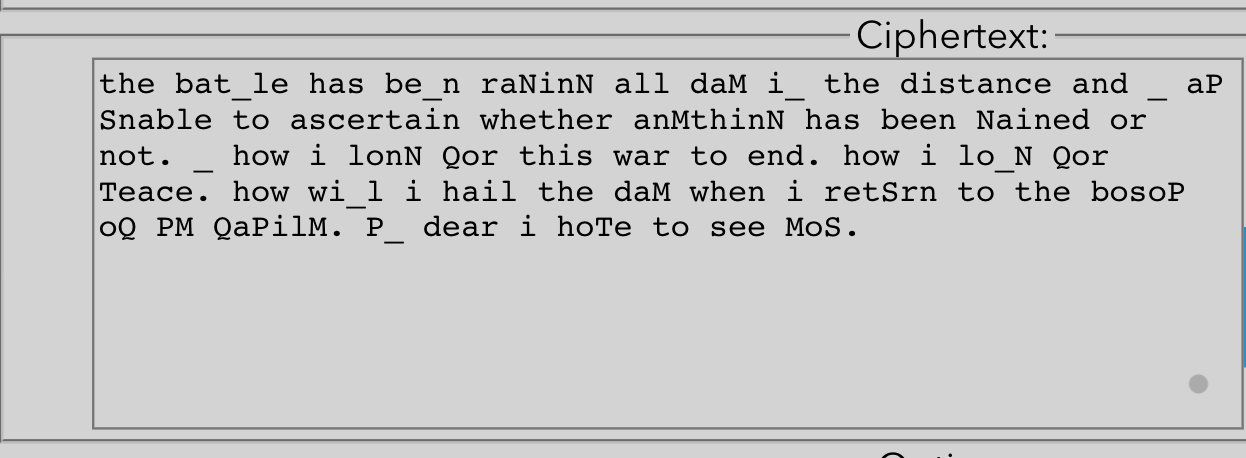 Ciphertext:
the bat_le has be_n raNinN all daM i_ the distance and _ aP
Snable to ascertain whether anMthinN has been Nained or
not. _ how i lonN Qor this war to end. how i lo_N Qor
Teace. how wi_l i hail the daM when i retSrn to the bosoP
oQ PM QaPilM. P_ dear i hoTe to see MoS.